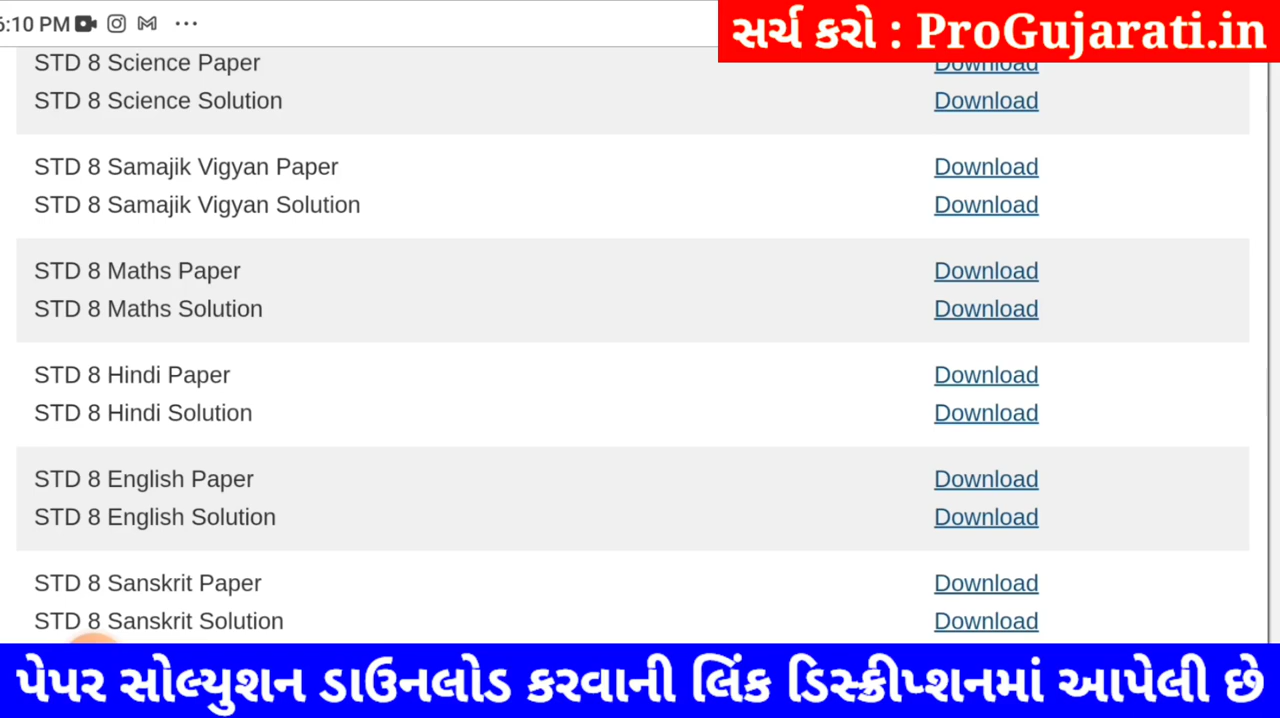 6:10 PM
સર્ચ કરો : ProGujarati.in
STD 8 Science Paper Download
STD 8 Science Solution Download
STD 8 Samajik Vigyan Paper Download
STD 8 Samajik Vigyan Solution Download
STD 8 Maths Paper Download
STD 8 Maths Solution Download
STD 8 Hindi Paper Download
STD 8 Hindi Solution Download
STD 8 English Paper Download
STD 8 English Solution Download
STD 8 Sanskrit Paper Download
STD 8 Sanskrit Solution Download
પેપર સોલ્યુશન ડાઉનલોડ કરવાની લિંક ડિસ્ક્રીપ્શનમાં આપેલી છે